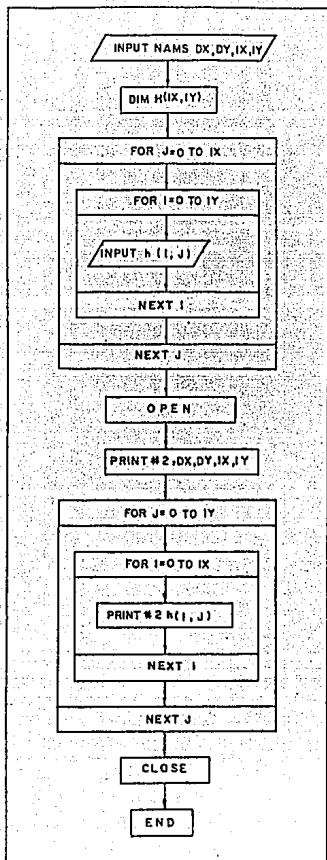 INPUT NAMS DX,DY,IX,IY
DIM H(IX,IY)
FOR J=0 TO IX
FOR I=0 TO IY
INPUT h (I,J)
NEXT I
NEXT J
OPEN
PRINT #2,DX,DY,IX,IY
FOR J=0 TO IY
FOR I=0 TO IX
PRINT #2 h(I,J)
NEXT I
NEXT J
CLOSE
END